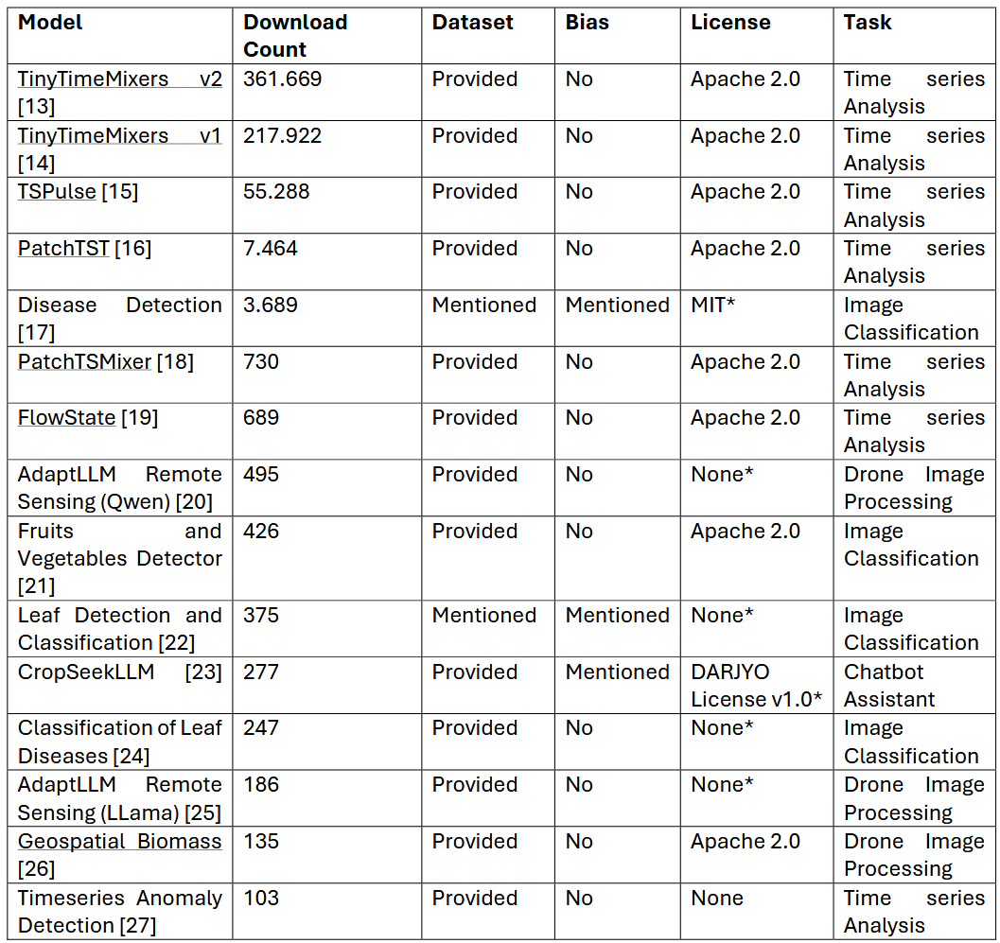 Model Download Count Dataset Bias License Task
TinyTimeMixers v2 [13] 361.669 Provided No Apache 2.0 Time series Analysis
TinyTimeMixers v1 [14] 217.922 Provided No Apache 2.0 Time series Analysis
TSPulse [15] 55.288 Provided No Apache 2.0 Time series Analysis
PatchTST [16] 7.464 Provided No Apache 2.0 Time series Analysis
Disease Detection [17] 3.689 Mentioned Mentioned MIT* Image Classification
PatchTSMixer [18] 730 Provided No Apache 2.0 Time series Analysis
FlowState [19] 689 Provided No Apache 2.0 Time series Analysis
AdaptLLM Remote Sensing (Qwen) [20] 495 Provided No None* Drone Image Processing
Fruits and Vegetables Detector [21] 426 Provided No Apache 2.0 Image Classification
Leaf Detection and Classification [22] 375 Mentioned Mentioned None* Image Classification
CropSeekLLM [23] 277 Provided Mentioned DARJYO License v1.0* Chatbot Assistant
Classification of Leaf Diseases [24] 247 Provided No None* Image Classification
AdaptLLM Remote Sensing (LLama) [25] 186 Provided No None* Drone Image Processing
Geospatial Biomass [26] 135 Provided No Apache 2.0 Drone Image Processing
Timeseries Anomaly Detection [27] 103 Provided No None Time series Analysis